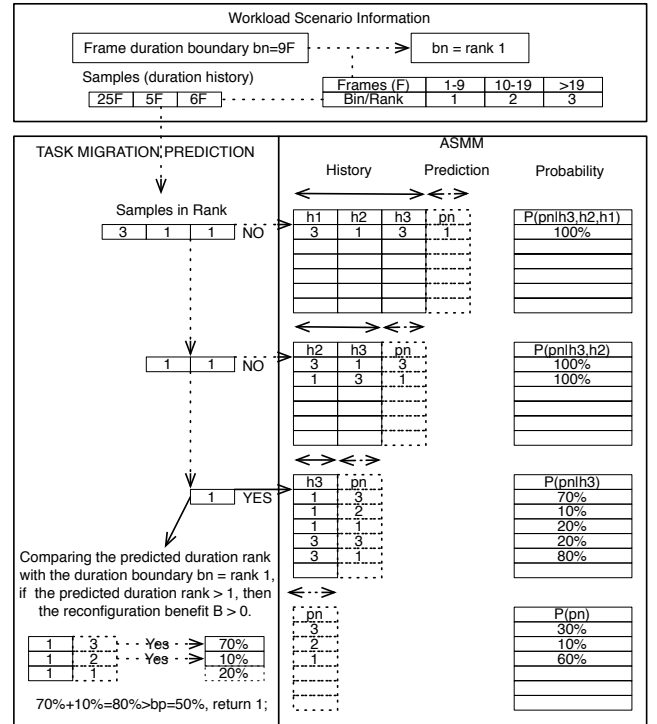 Workload Scenario Information
Frame duration boundary bn=9F
bn = rank 1
Samples (duration history)
25F 5F 6F
Frames (F) 1-9 10-19 >19
Bin/Rank 1 2 3
TASK MIGRATION PREDICTION
ASMM
History Prediction Probability
Samples in Rank
3 1 1 NO
h1 h2 h3 pn
3 1 3 1
P(pn|h3,h2,h1)
100%
1 1 NO
h2 h3 pn
3 1 3
1 3 1
P(pn|h3,h2)
100%
100%
1 YES
h3 pn
1 3
1 2
1 1
3 3
3 1
P(pn|h3)
70%
10%
20%
20%
80%
Comparing the predicted duration rank
with the duration boundary bn = rank 1,
if the predicted duration rank > 1, then
the reconfiguration benefit B > 0.
1 3 Yes 70%
1 2 Yes 10%
1 1 20%
70%+10%=80%>bp=50%, return 1;
pn
3
2
1
P(pn)
30%
10%
60%